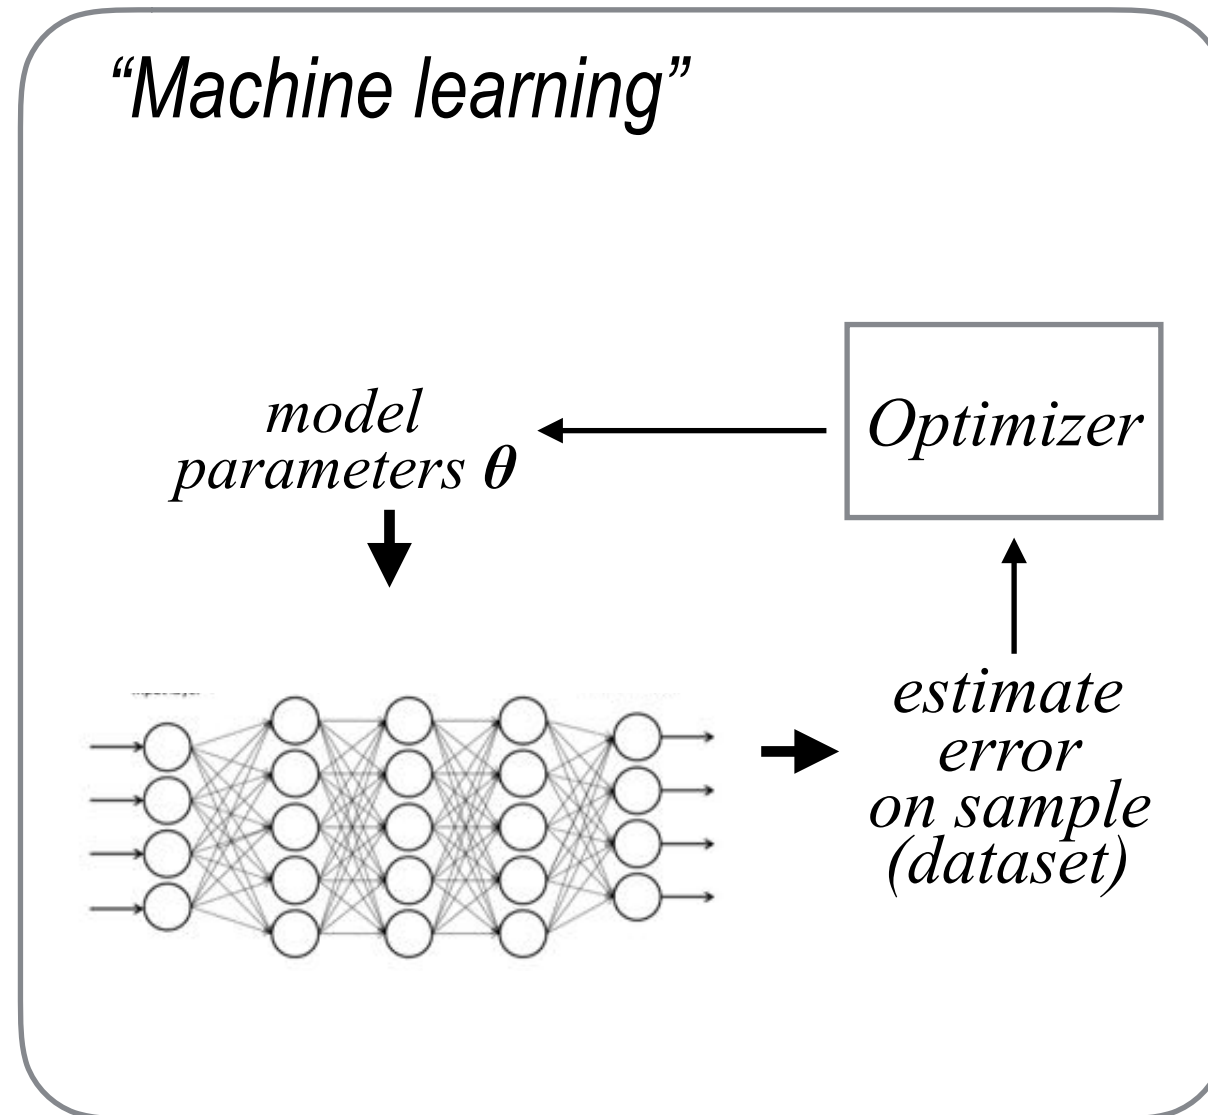 “Machine learning”
model
parameters θ
Optimizer
estimate
error
on sample
(dataset)